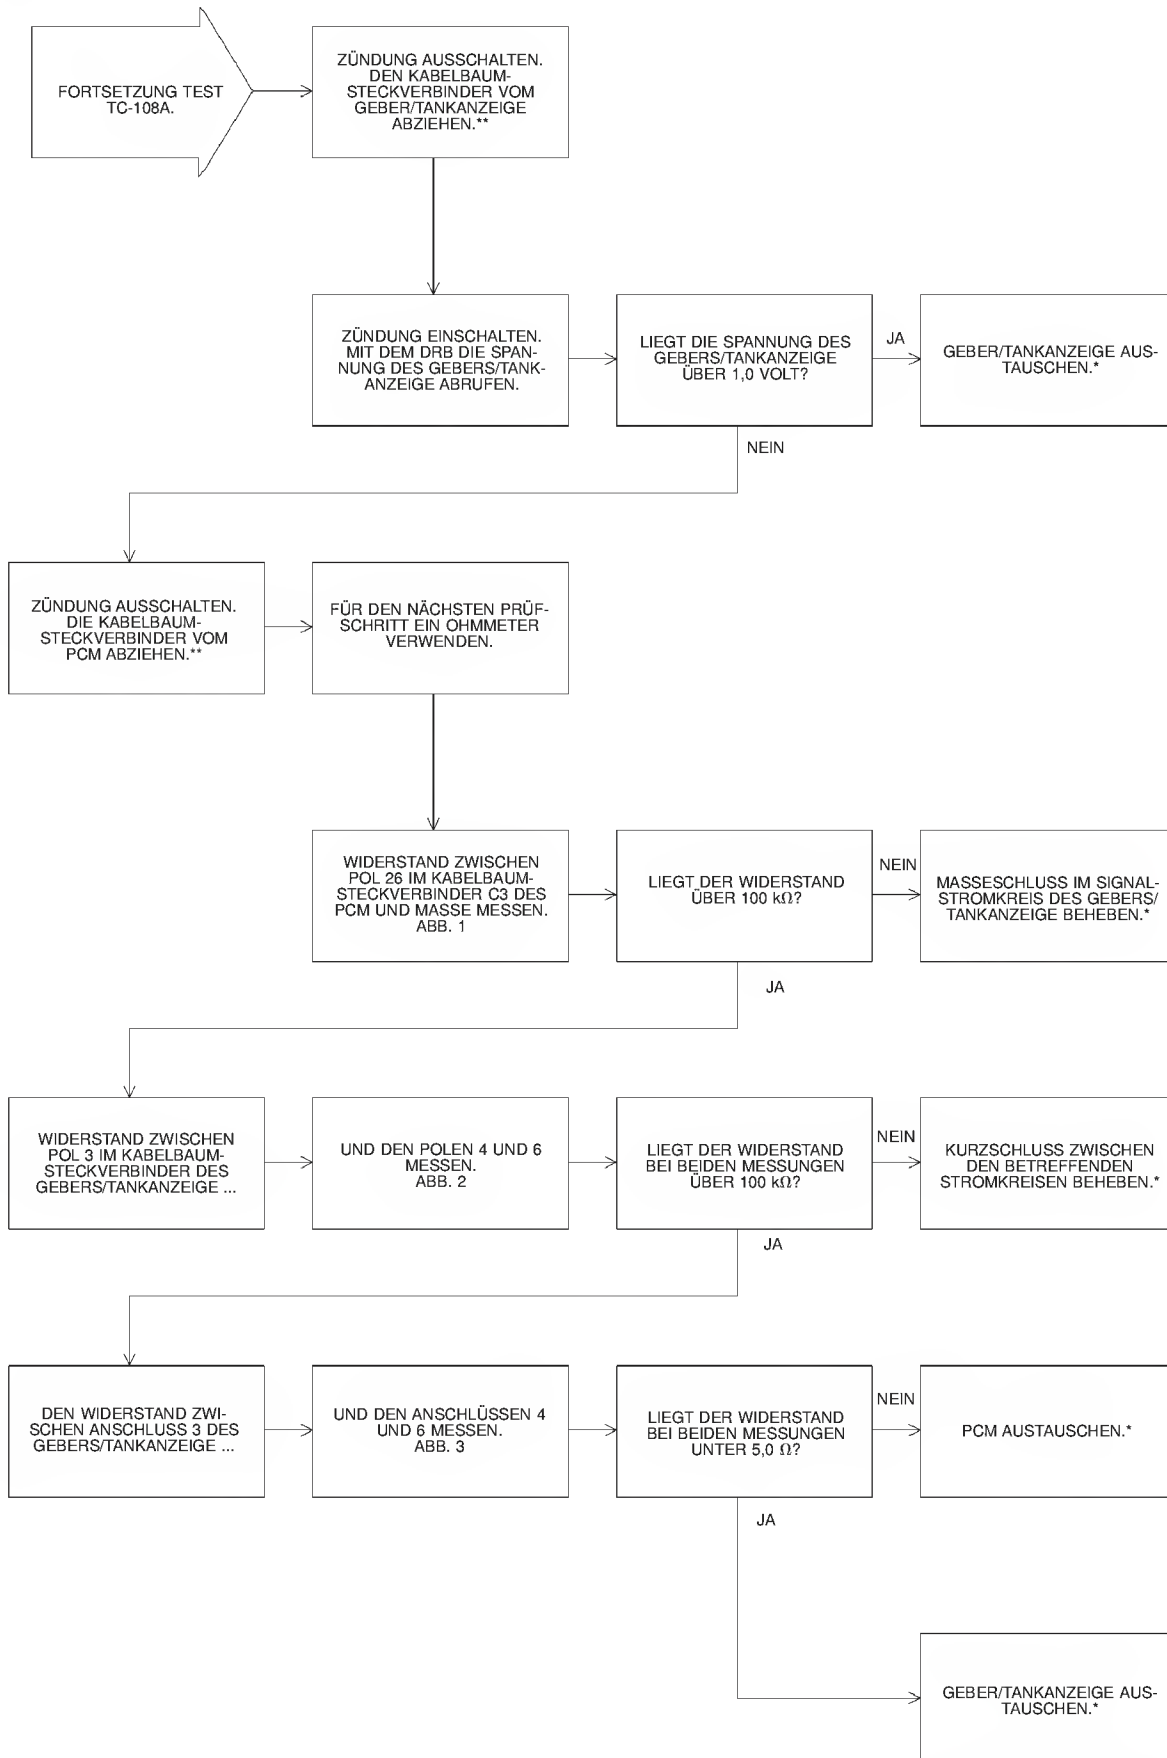 FORTSETZUNG TEST
TC-108A.
ZÜNDUNG AUSSCHALTEN.
DEN KABELBAUM-
STECKVERBINDER VOM
GEBER/TANKANZEIGE
ABZIEHEN.**
ZÜNDUNG EINSCHALTEN.
MIT DEM DRB DIE SPAN-
NUNG DES GEBERS/TANK-
ANZEIGE ABRUFEN.
LIEGT DIE SPANNUNG DES
GEBERS/TANKANZEIGE
ÜBER 1,0 VOLT?
JA
GEBER/TANKANZEIGE AUS-
TAUSCHEN.*
NEIN
ZÜNDUNG AUSSCHALTEN.
DIE KABELBAUM-
STECKVERBINDER VOM
PCM ABZIEHEN.**
FÜR DEN NÄCHSTEN PRÜF-
SCHRITT EIN OHMMETER
VERWENDEN.
WIDERSTAND ZWISCHEN
POL 26 IM KABELBAUM-
STECKVERBINDER C3 DES
PCM UND MASSE MESSEN.
ABB. 1
LIEGT DER WIDERSTAND
ÜBER 100 kΩ?
NEIN
MASSESCHLUSS IM SIGNAL-
STROMKREIS DES GEBERS/
TANKANZEIGE BEHEBEN.*
JA
WIDERSTAND ZWISCHEN
POL 3 IM KABELBAUM-
STECKVERBINDER DES
GEBERS/TANKANZEIGE ...
UND DEN POLEN 4 UND 6
MESSEN.
ABB. 2
LIEGT DER WIDERSTAND
BEI BEIDEN MESSUNGEN
ÜBER 100 kΩ?
NEIN
KURZSCHLUSS ZWISCHEN
DEN BETREFFENDEN
STROMKREISEN BEHEBEN.*
JA
DEN WIDERSTAND ZWI-
SCHEN ANSCHLUSS 3 DES
GEBERS/TANKANZEIGE ...
UND DEN ANSCHLÜSSEN 4
UND 6 MESSEN.
ABB. 3
LIEGT DER WIDERSTAND
BEI BEIDEN MESSUNGEN
UNTER 5,0 Ω?
NEIN
PCM AUSTAUSCHEN.*
JA
GEBER/TANKANZEIGE AUS-
TAUSCHEN.*